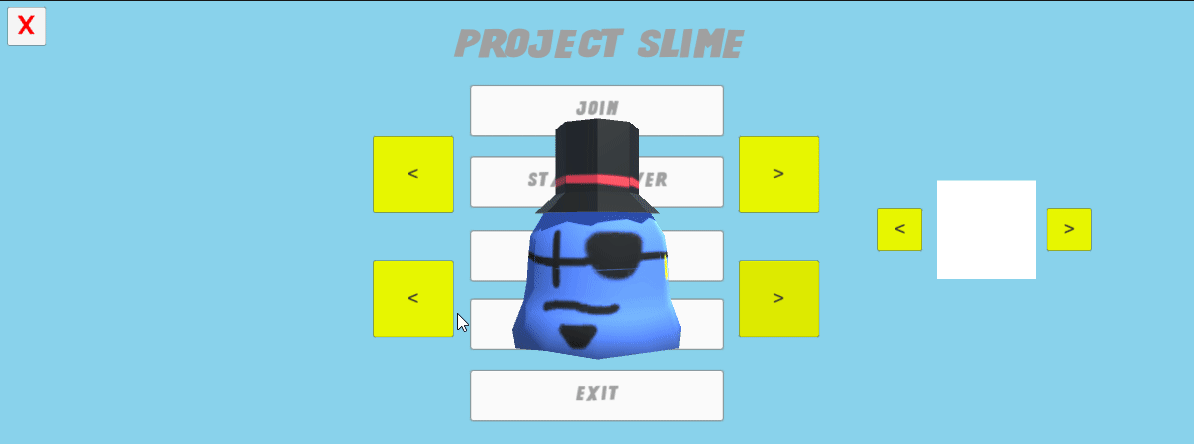 X
PROJECT SLIME
JOIN
< >
< >
< >
EXIT